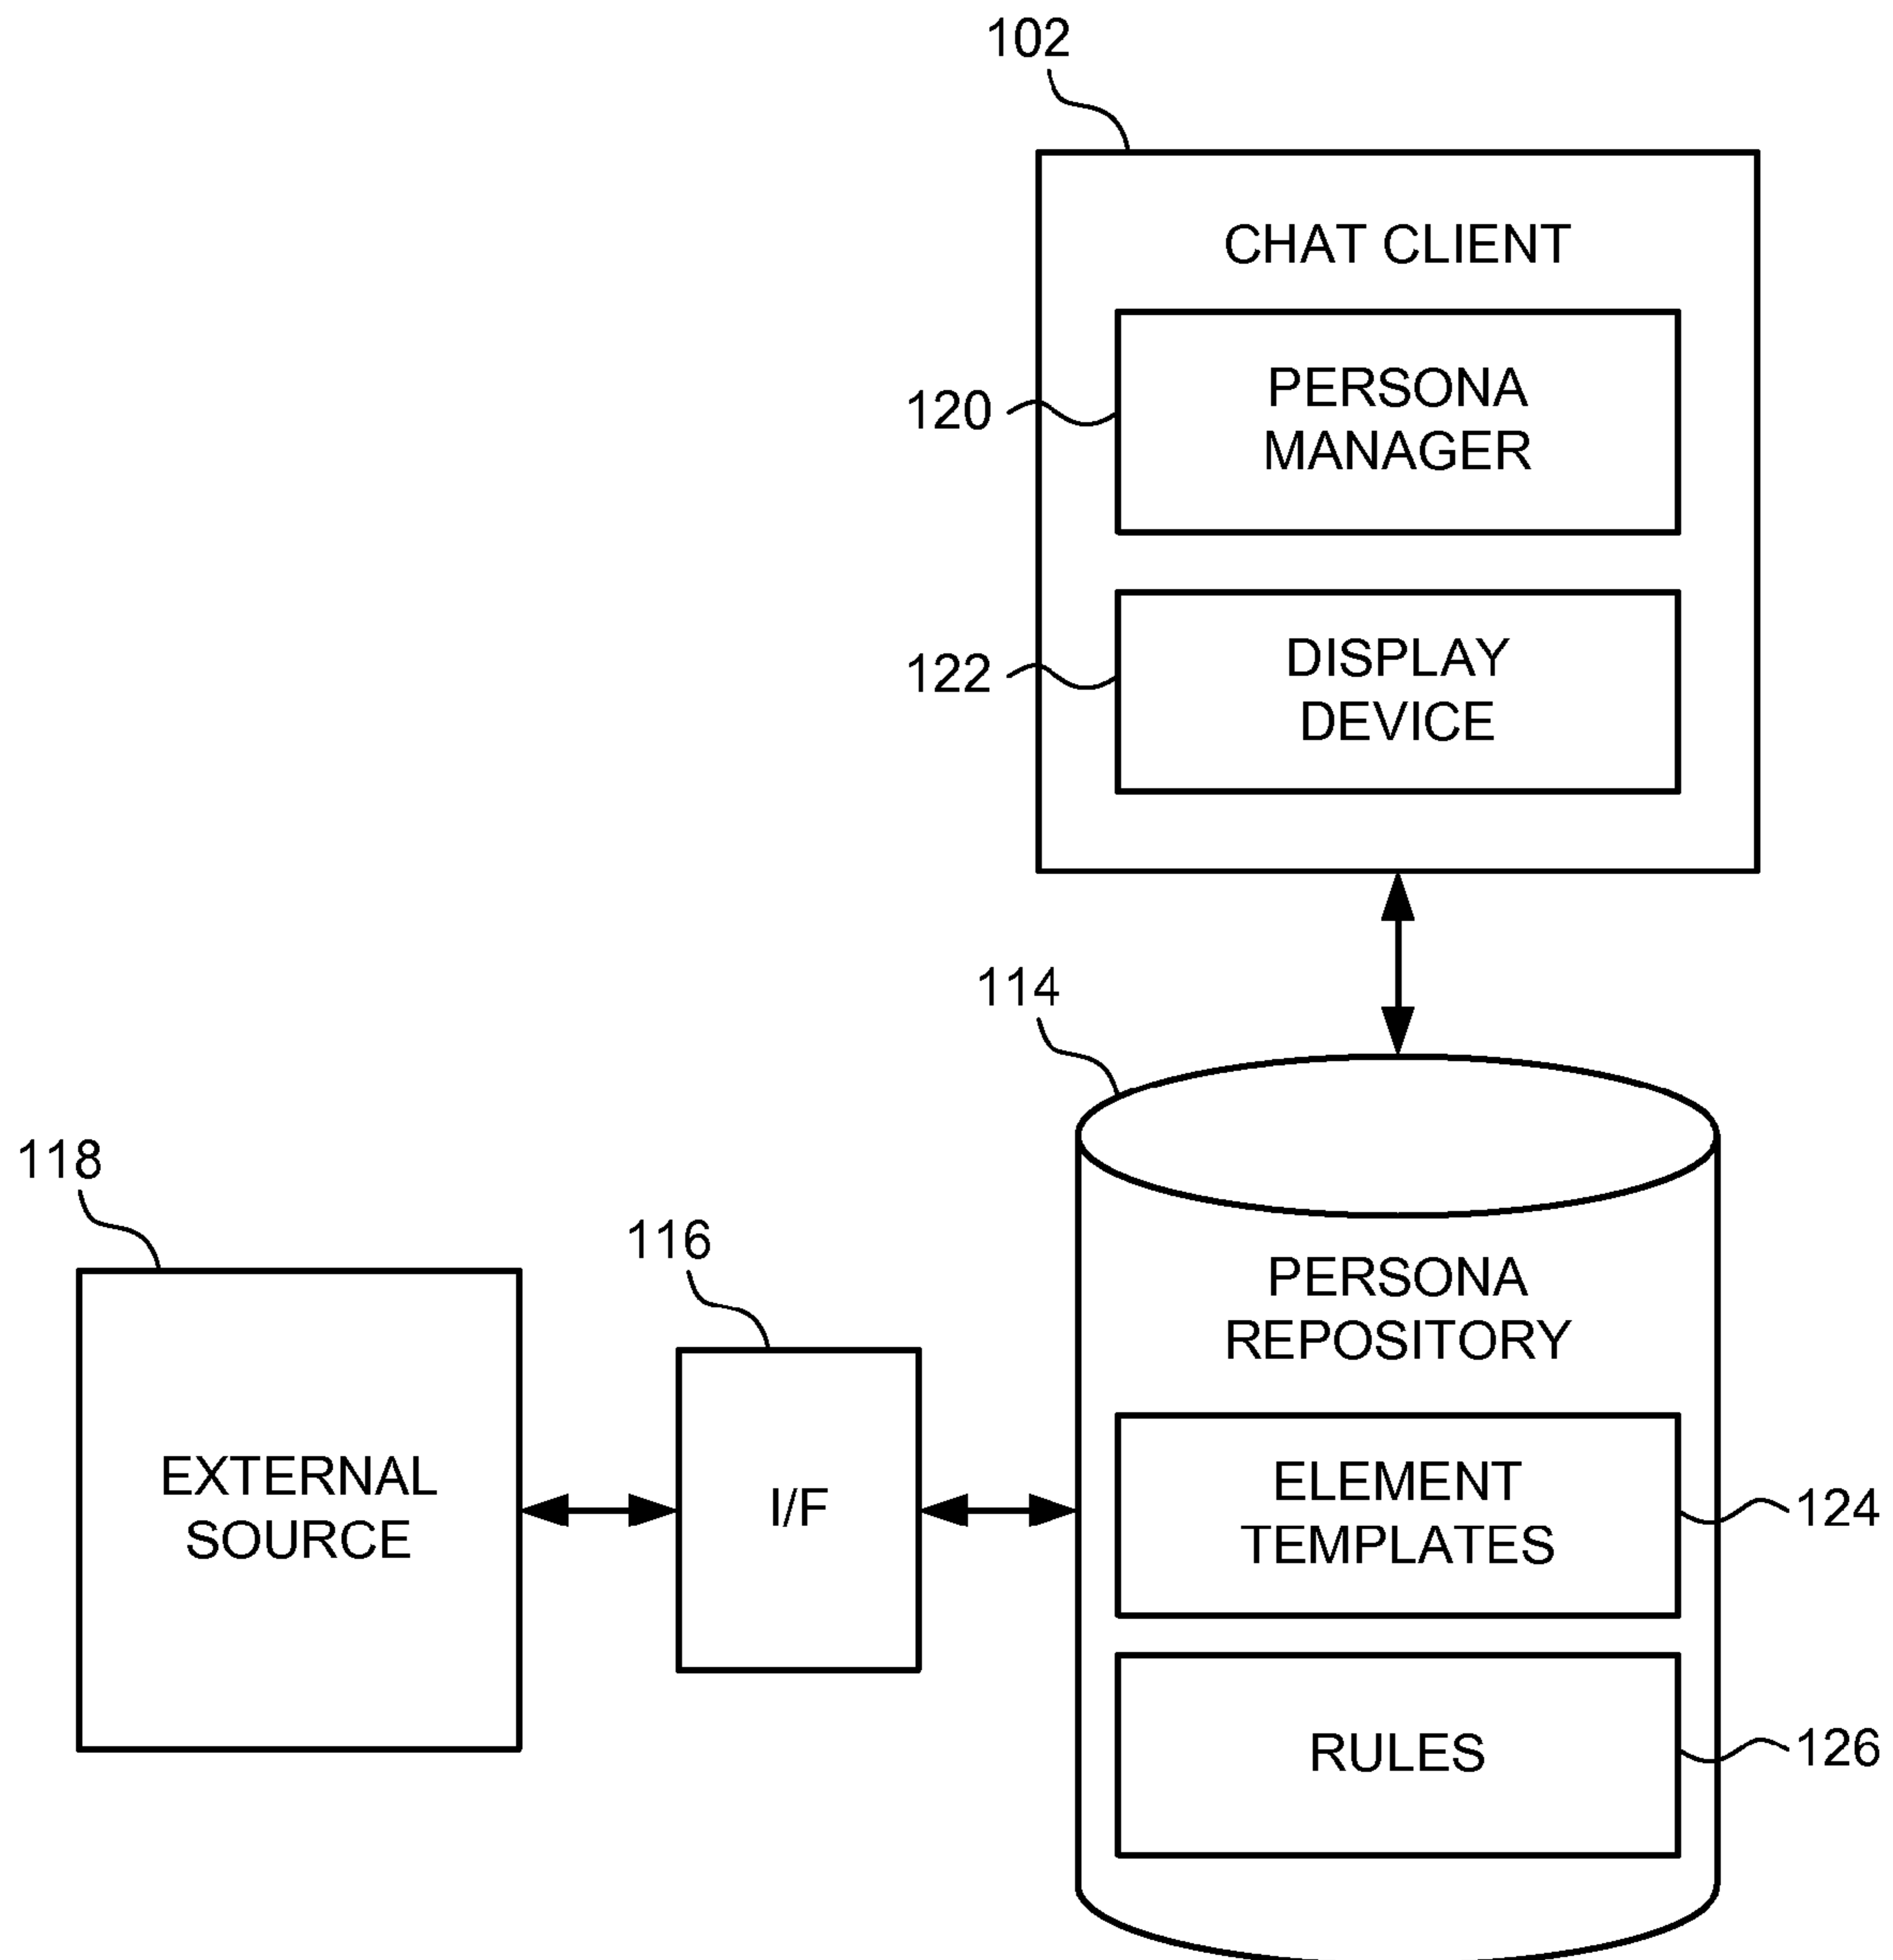 102
CHAT CLIENT
120
PERSONA
MANAGER
122
DISPLAY
DEVICE
114
118
116
PERSONA
REPOSITORY
EXTERNAL
SOURCE
I/F
ELEMENT
TEMPLATES
124
RULES
126